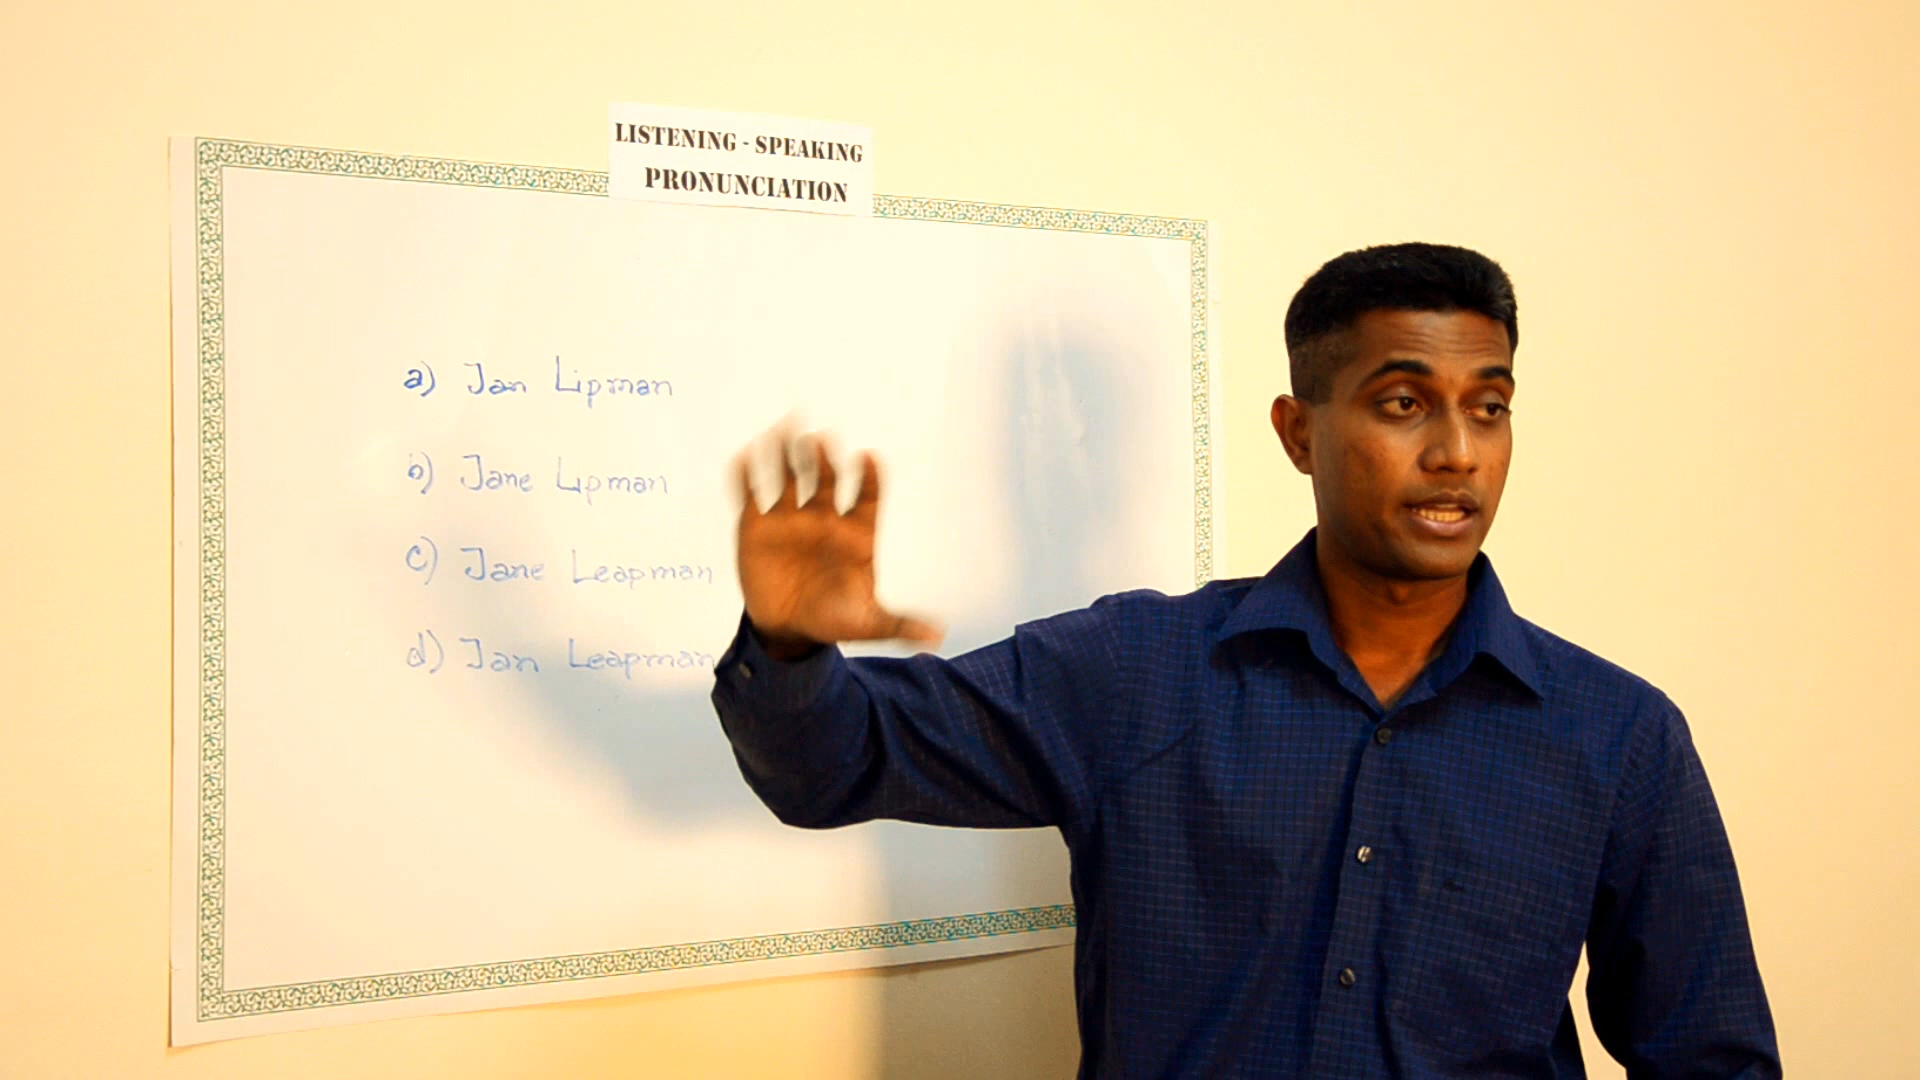 LISTENING - SPEAKING
PRONUNCIATION
a) Jan Lipman
b) Jane Lipman
c) Jane Leapman
d) Jan Leapman